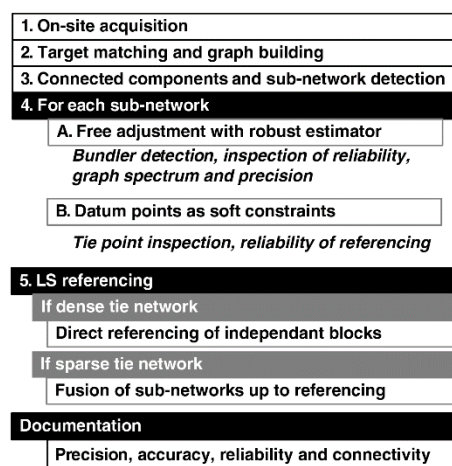 1. On-site acquisition
2. Target matching and graph building
3. Connected components and sub-network detection
4. For each sub-network
A. Free adjustment with robust estimator
Bundler detection, inspection of reliability,
graph spectrum and precision
B. Datum points as soft constraints
Tie point inspection, reliability of referencing
5. LS referencing
If dense tie network
Direct referencing of independant blocks
If sparse tie network
Fusion of sub-networks up to referencing
Documentation
Precision, accuracy, reliability and connectivity